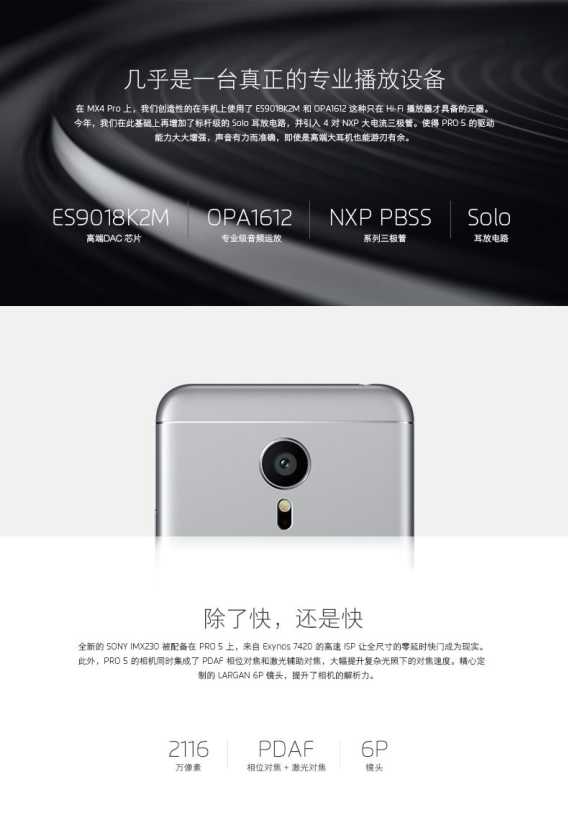 几乎是一台真正的专业播放设备
在 MX4 Pro 上，我们创造性的在手机上使用了 ES9018K2M 和 OPA1612 这种只在 Hi-Fi 播放器才具备的元器。
今年，我们在此基础上再增加了标杆级的 Solo 耳放电路，并引入 4 对 NXP 大电流三极管。使得 PRO 5 的驱动
能力大大增强，声音有力而准确，即使是高端大耳机也能游刃有余。
ES9018K2M OPA1612 NXP PBSS Solo
高端DAC 芯片 专业级音频运放 系列三极管 耳放电路
除了快，还是快
全新的 SONY IMX230 被配备在 PRO 5 上，来自 Exynos 7420 的高速 ISP 让全尺寸的零延时快门成为现实。
此外，PRO 5 的相机同时集成了 PDAF 相位对焦和激光辅助对焦，大幅提升复杂光照下的对焦速度。精心定
制的 LARGAN 6P 镜头，提升了相机的解析力。
2116 PDAF 6P
万像素 相位对焦 + 激光对焦 镜头